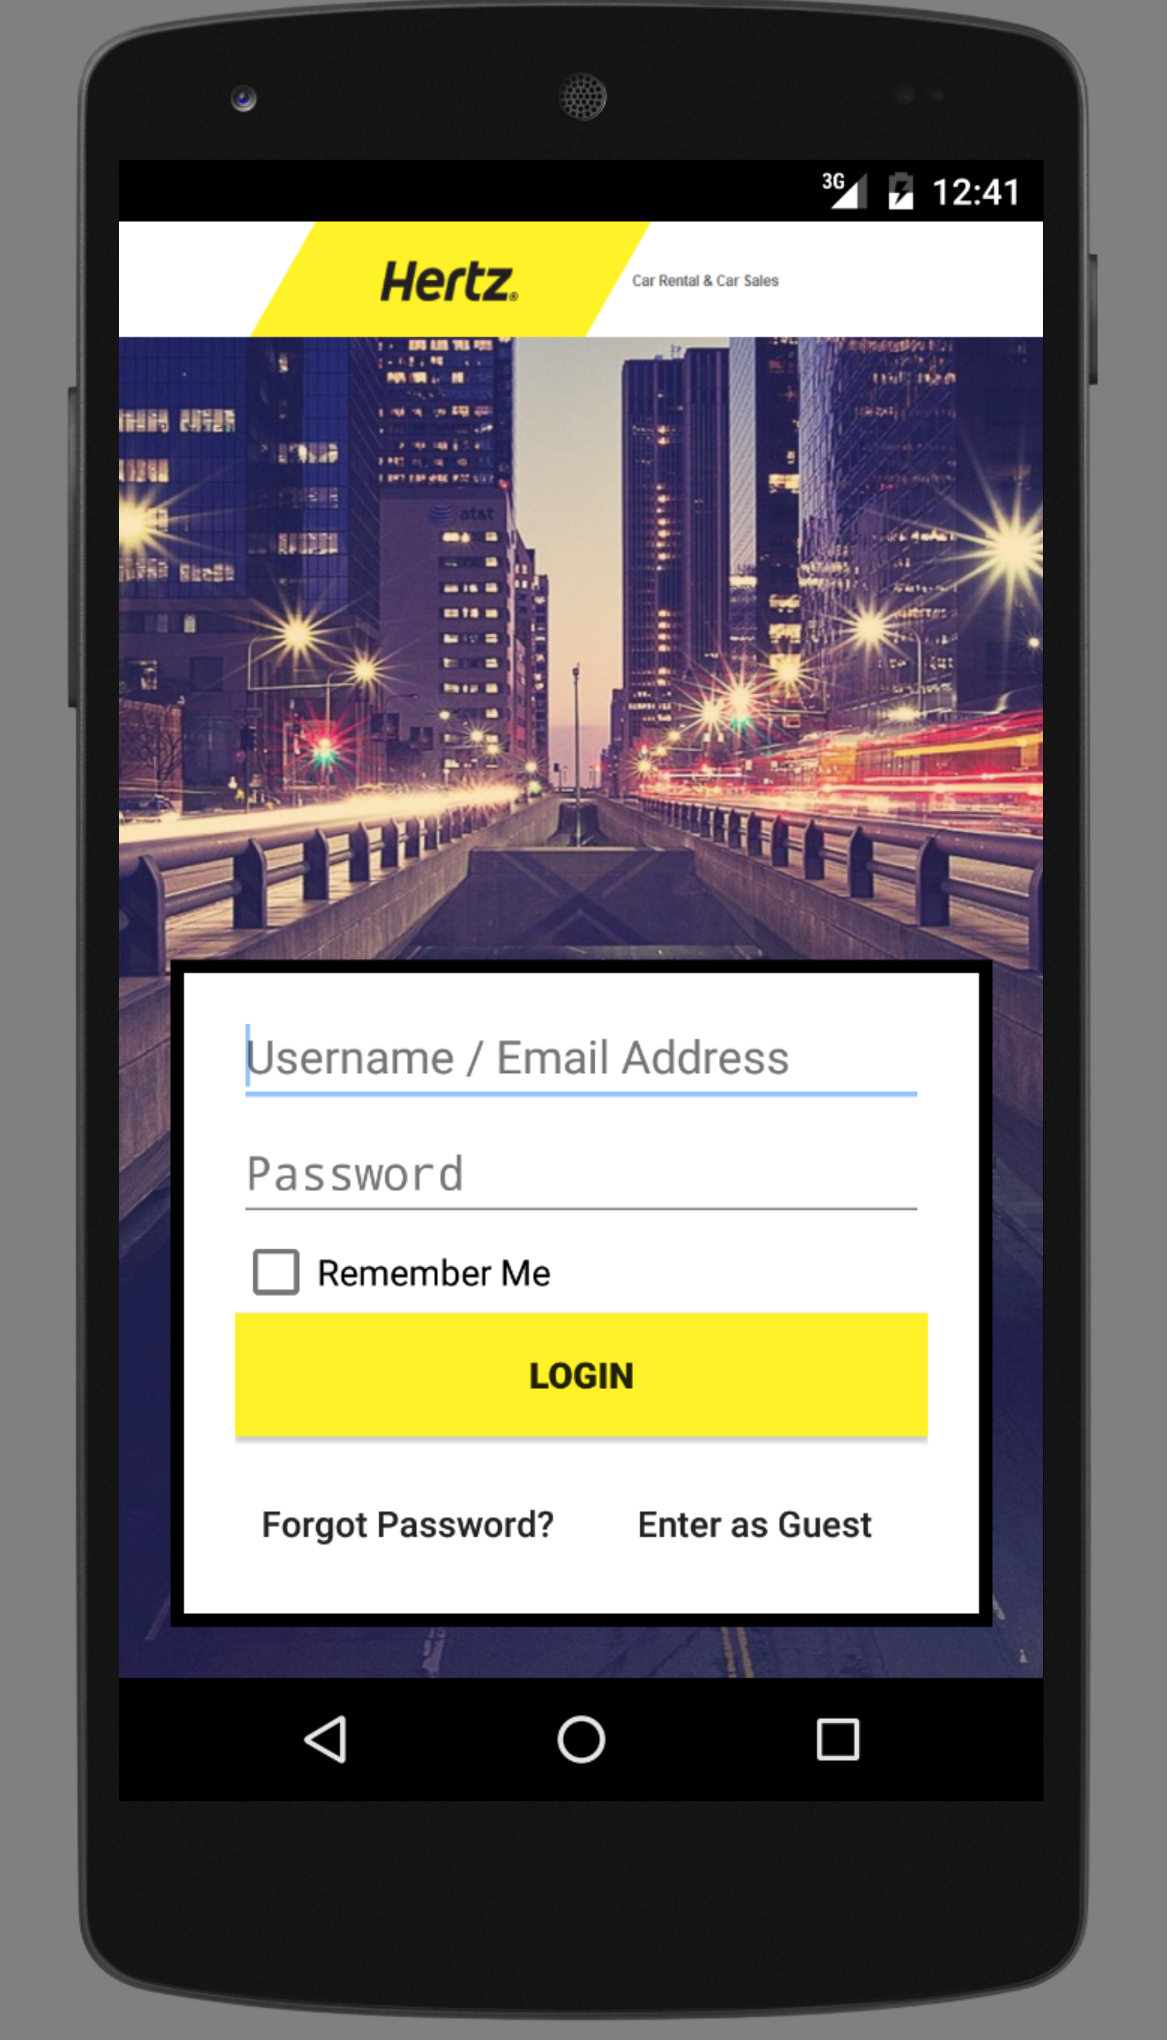 3G 12:41
Hertz® Car Rental & Car Sales
at&t
Username / Email Address
Password
Remember Me
LOGIN
Forgot Password? Enter as Guest